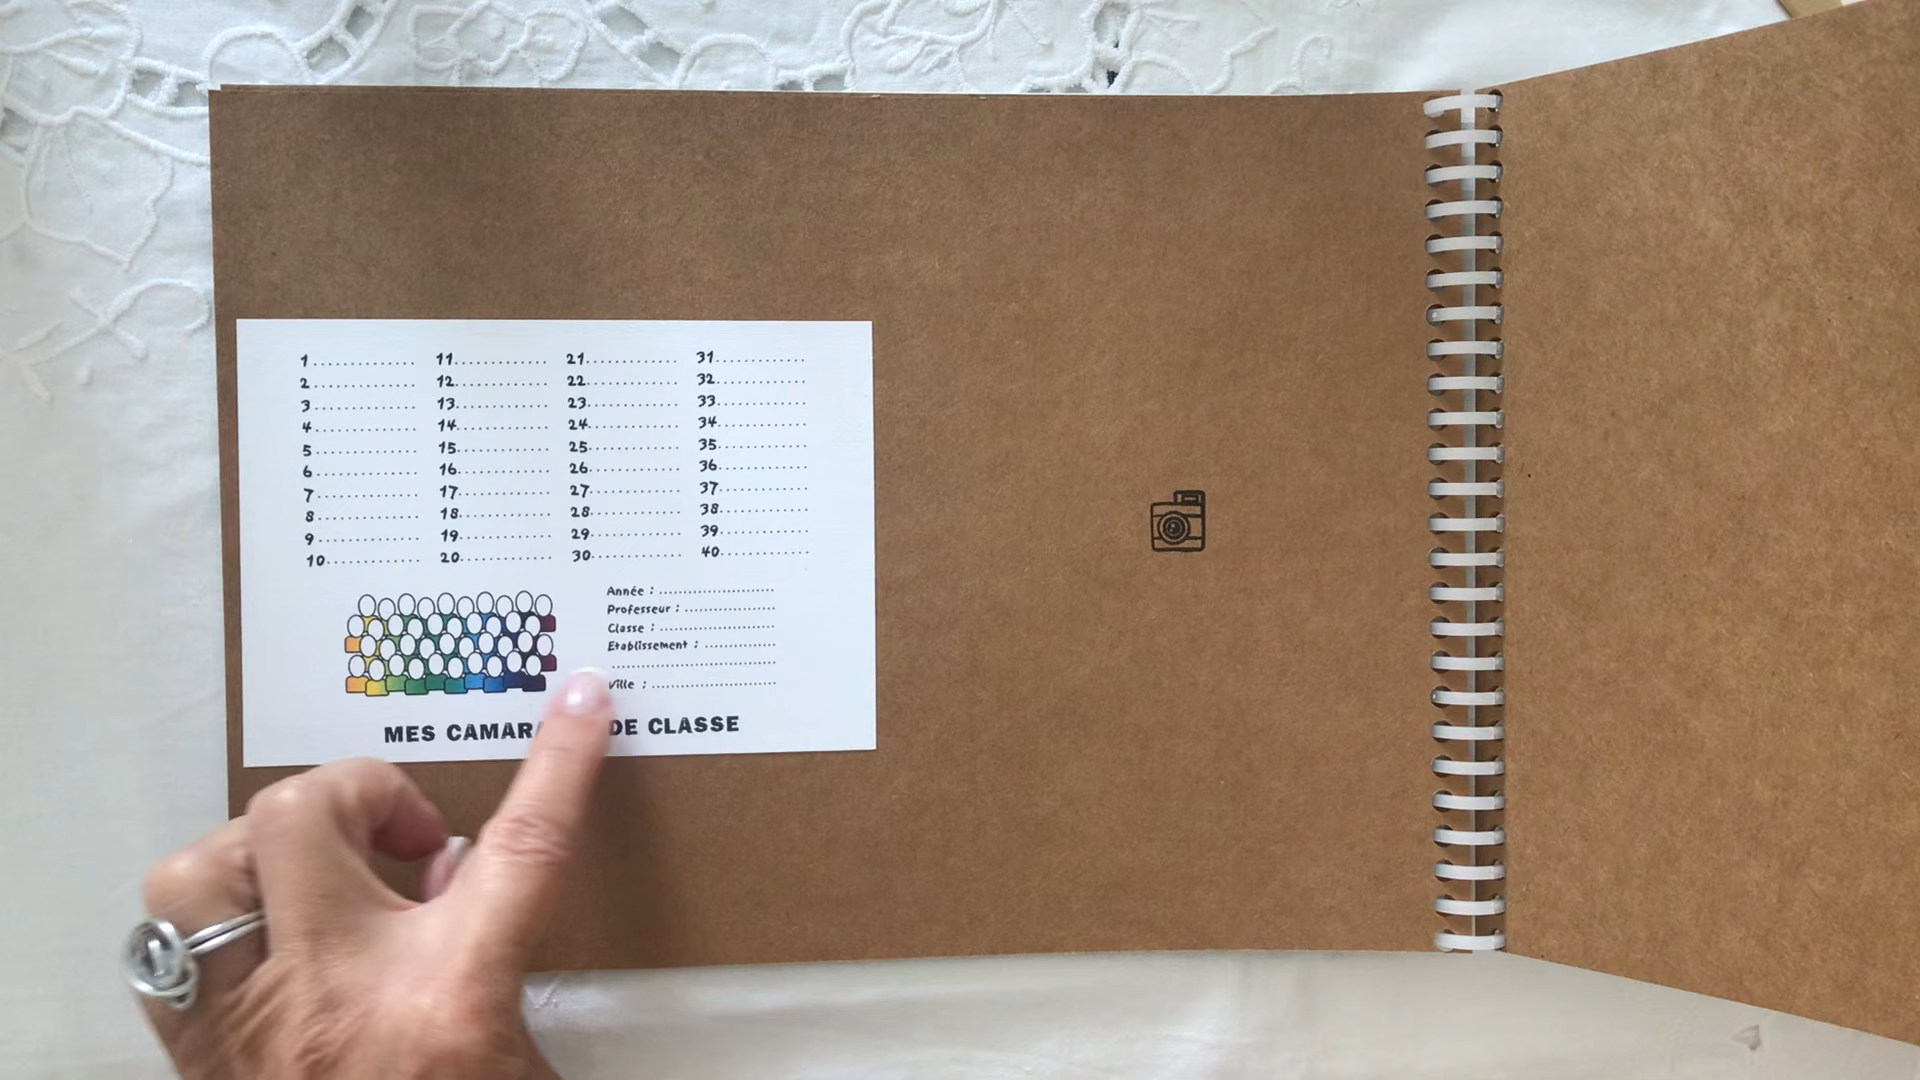 1.............. 11.............. 21.............. 31..............
2.............. 12.............. 22.............. 32..............
3.............. 13.............. 23.............. 33..............
4.............. 14.............. 24.............. 34..............
5.............. 15.............. 25.............. 35..............
6.............. 16.............. 26.............. 36..............
7.............. 17.............. 27.............. 37..............
8.............. 18.............. 28.............. 38..............
9.............. 19.............. 29.............. 39..............
10.............. 20.............. 30.............. 40..............
Année : ........................
Professeur : ...................
Classe : ........................
Etablissement : ...............
..................................
Ville : ..........................
MES DE CLASSE